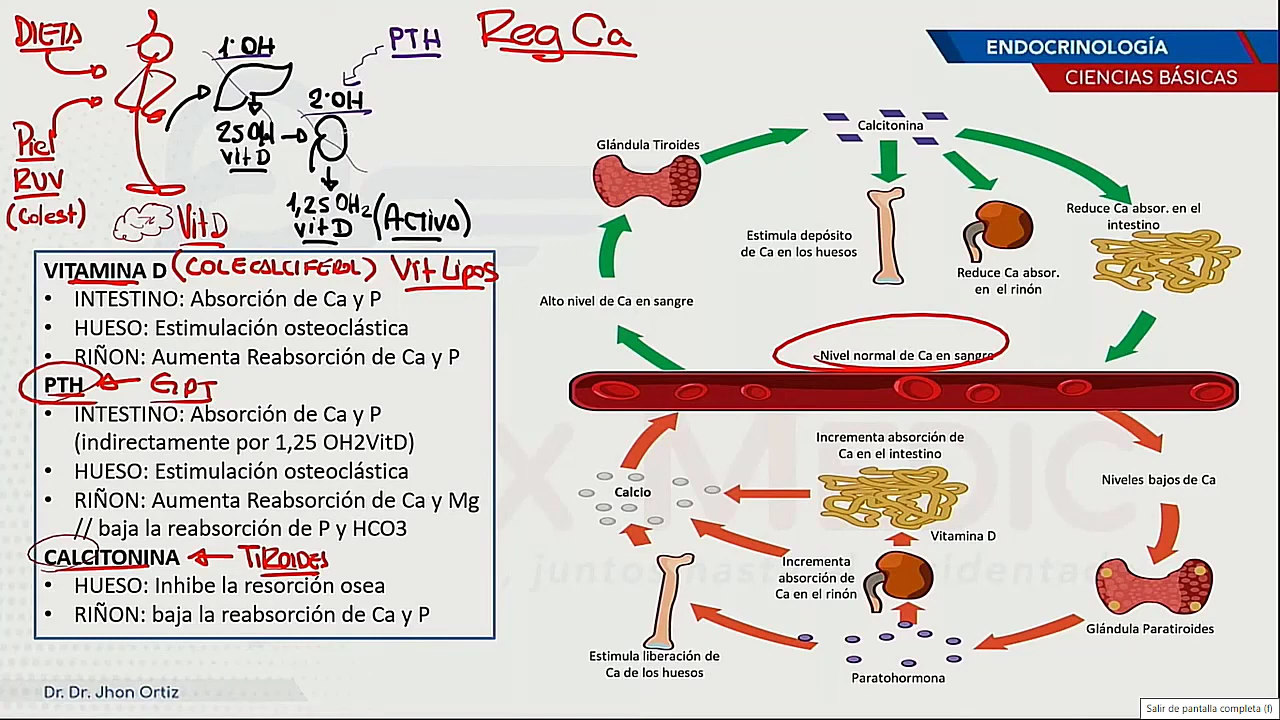 DIETA
Piel
RUV
(Colest)
1·OH
25OH
vit D
PTH
2·OH
1,25OH2
vit D
(Activo)
Vit D
Reg Ca
ENDOCRINOLOGÍA
CIENCIAS BÁSICAS
VITAMINA D (COLECALCIFEROL) Vit Lipos
• INTESTINO: Absorción de Ca y P
• HUESO: Estimulación osteoclástica
• RIÑON: Aumenta Reabsorción de Ca y P
PTH ← GPT
• INTESTINO: Absorción de Ca y P
(indirectamente por 1,25 OH2VitD)
• HUESO: Estimulación osteoclástica
• RIÑON: Aumenta Reabsorción de Ca y Mg
// baja la reabsorción de P y HCO3
CALCITONINA ← TIROIDES
• HUESO: Inhibe la resorción osea
• RIÑON: baja la reabsorción de Ca y P
Dr. Dr. Jhon Ortiz
Glándula Tiroides
Calcitonina
Estimula depósito
de Ca en los huesos
Reduce Ca absor.
en el rinón
Reduce Ca absor. en el
intestino
Alto nivel de Ca en sangre
Nivel normal de Ca en sangre
Incrementa absorción de
Ca en el intestino
Calcio
Vitamina D
Incrementa
absorción de
Ca en el rinón
Niveles bajos de Ca
Glándula Paratiroides
Estimula liberación de
Ca de los huesos
Paratohormona
Salir de pantalla completa (f)